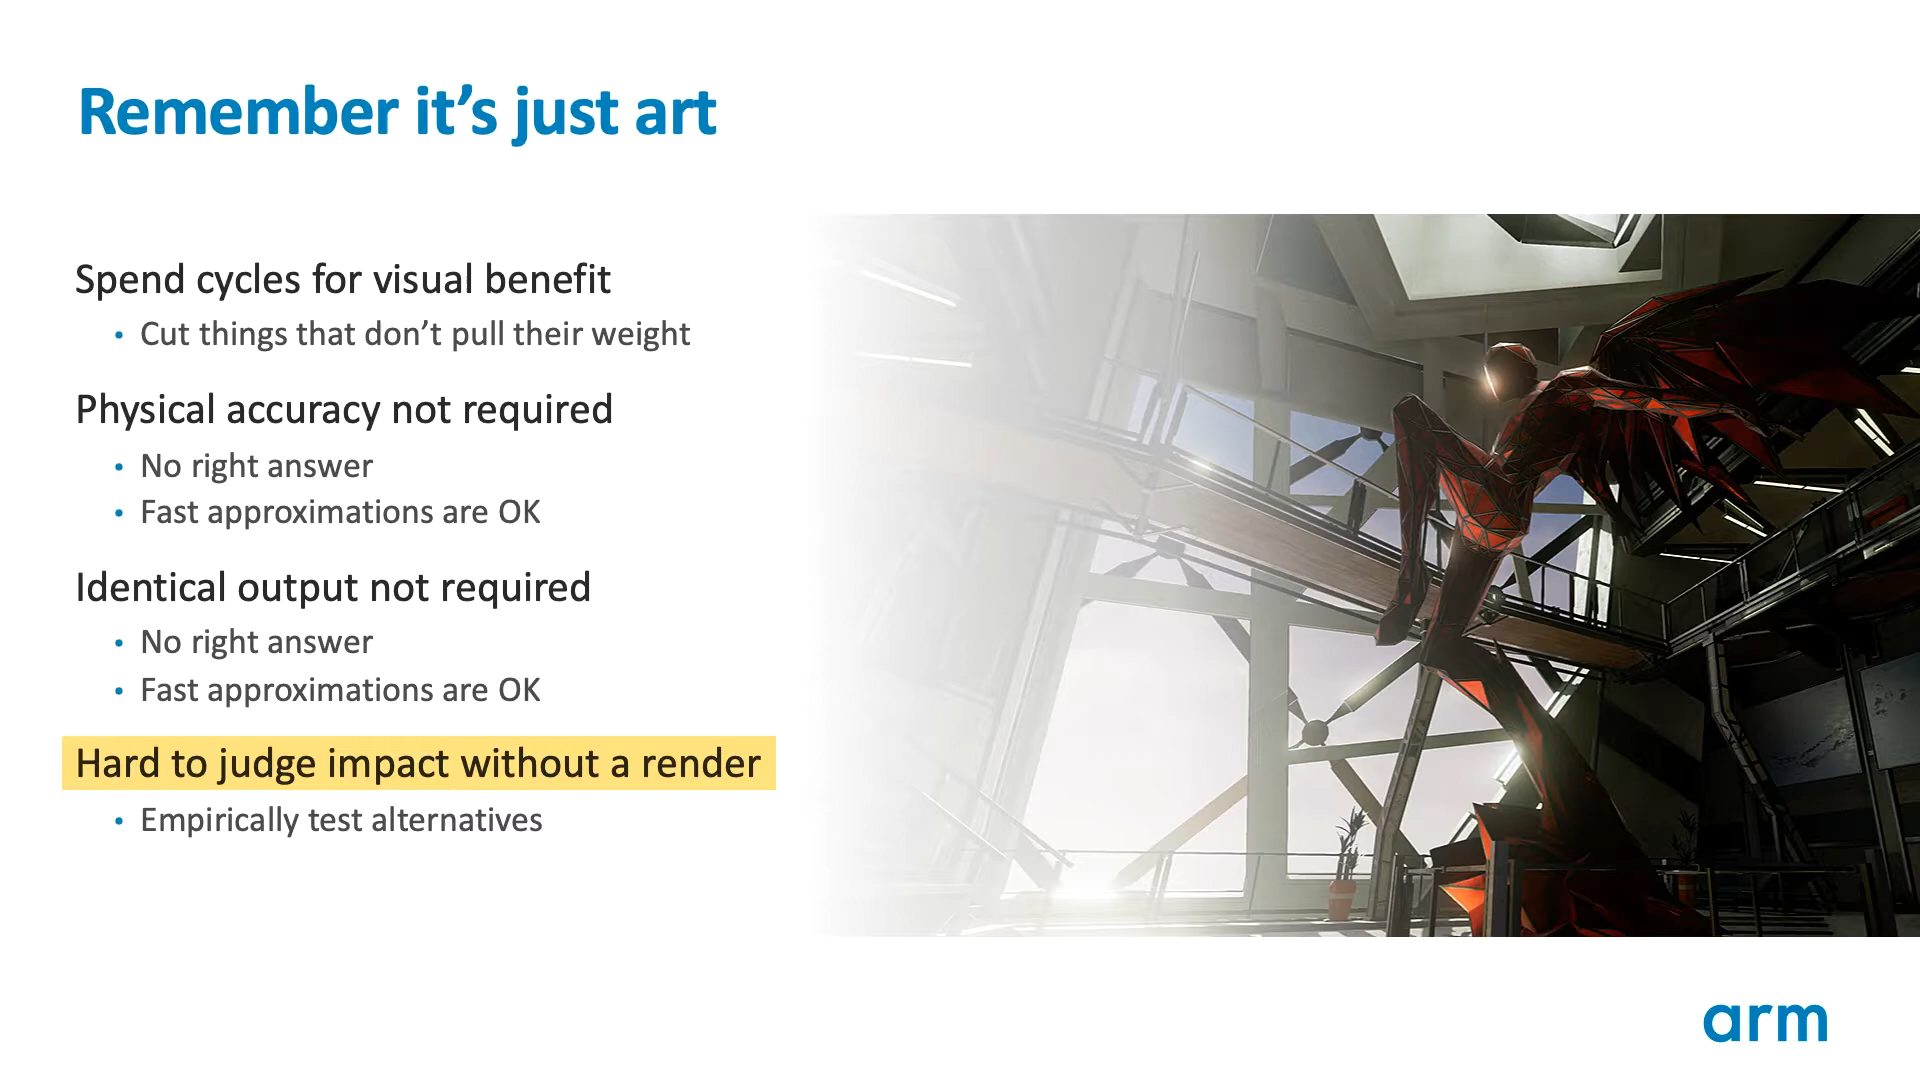 Remember it’s just art
Spend cycles for visual benefit
• Cut things that don’t pull their weight
Physical accuracy not required
• No right answer
• Fast approximations are OK
Identical output not required
• No right answer
• Fast approximations are OK
Hard to judge impact without a render
• Empirically test alternatives
arm